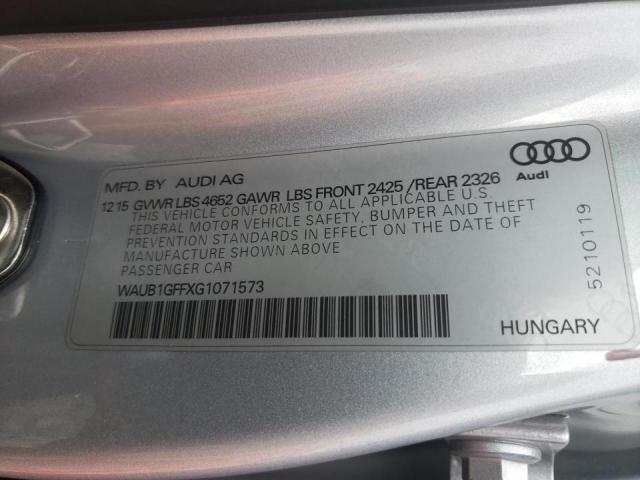 MFD. BY AUDI AG
Audi
12 15 GVWR LBS 4652 GAWR LBS FRONT 2425 /REAR 2326
THIS VEHICLE CONFORMS TO ALL APPLICABLE U.S.
FEDERAL MOTOR VEHICLE SAFETY, BUMPER AND THEFT
PREVENTION STANDARDS IN EFFECT ON THE DATE OF
MANUFACTURE SHOWN ABOVE
PASSENGER CAR
WAUB1GFFXG1071573
HUNGARY
5210119